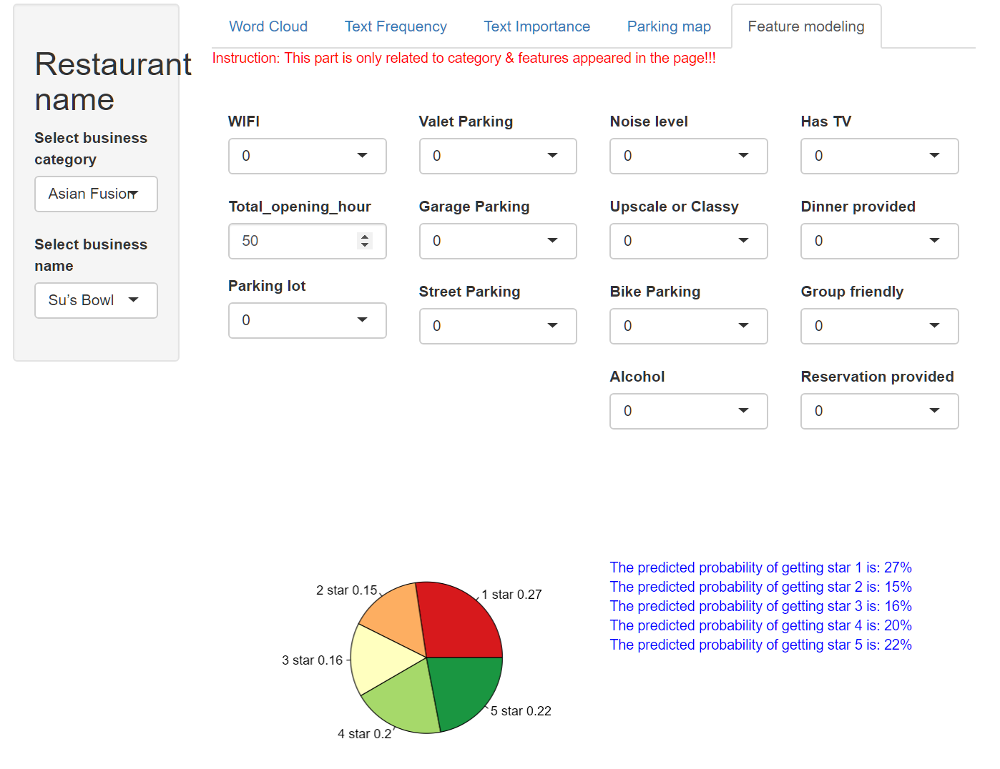 Restaurant
name
Select business
category
Asian Fusion
Select business
name
Su’s Bowl
Word Cloud
Text Frequency
Text Importance
Parking map
Feature modeling
Instruction: This part is only related to category & features appeared in the page!!!
WIFI
0
Total_opening_hour
50
Parking lot
0
Valet Parking
0
Garage Parking
0
Street Parking
0
Noise level
0
Upscale or Classy
0
Bike Parking
0
Alcohol
0
Has TV
0
Dinner provided
0
Group friendly
0
Reservation provided
0
2 star 0.15
1 star 0.27
3 star 0.16
5 star 0.22
4 star 0.2
The predicted probability of getting star 1 is: 27%
The predicted probability of getting star 2 is: 15%
The predicted probability of getting star 3 is: 16%
The predicted probability of getting star 4 is: 20%
The predicted probability of getting star 5 is: 22%